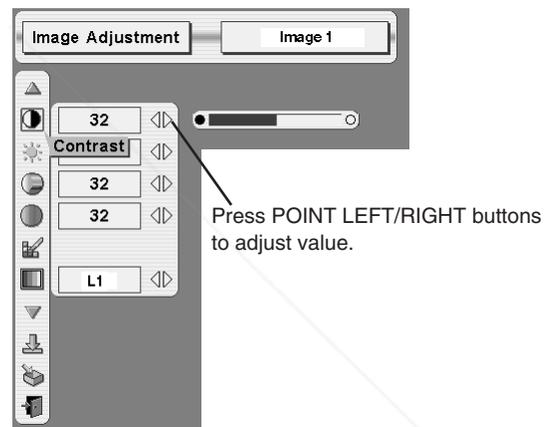 Image Adjustment
Image 1
32
Contrast
32
32
L1
Press POINT LEFT/RIGHT buttons
to adjust value.